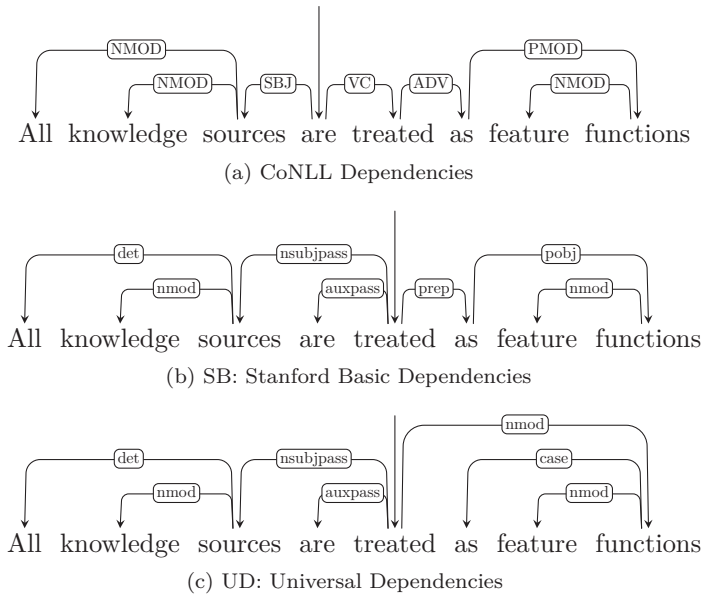 NMOD PMOD
NMOD SBJ VC ADV NMOD
All knowledge sources are treated as feature functions
(a) CoNLL Dependencies
det nsubjpass pobj
nmod auxpass prep nmod
All knowledge sources are treated as feature functions
(b) SB: Stanford Basic Dependencies
nmod
det nsubjpass case
nmod auxpass nmod
All knowledge sources are treated as feature functions
(c) UD: Universal Dependencies